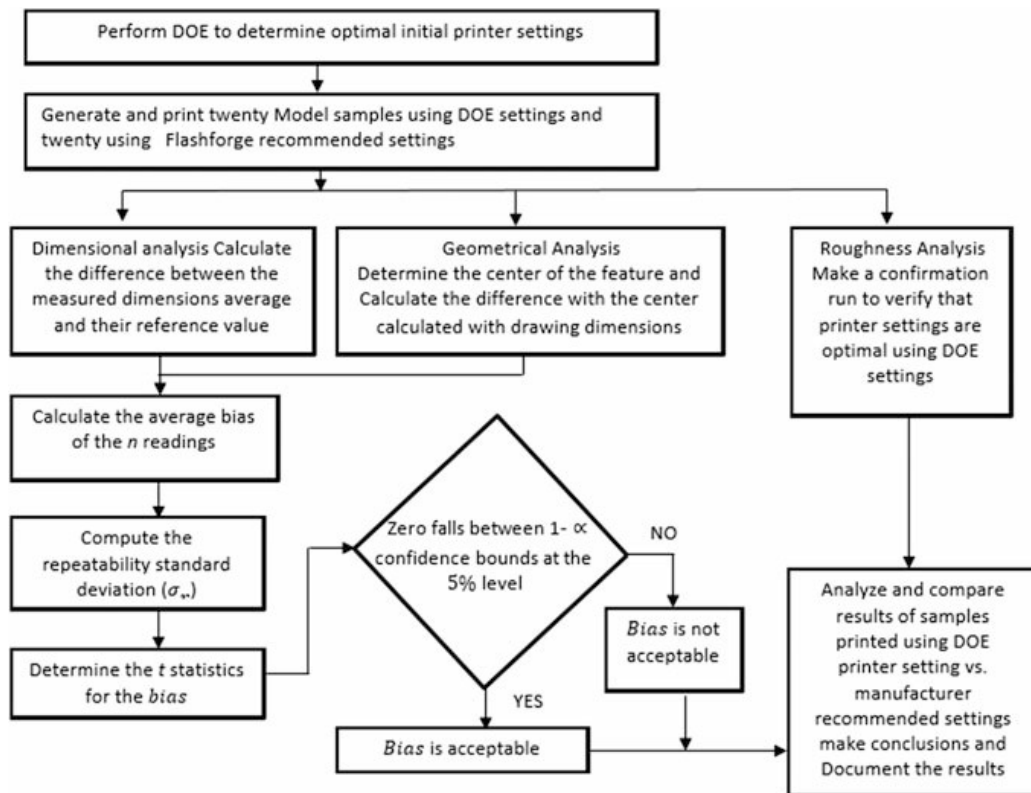 Perform DOE to determine optimal initial printer settings
Generate and print twenty Model samples using DOE settings and
twenty using Flashforge recommended settings
Dimensional analysis Calculate
the difference between the
measured dimensions average
and their reference value
Geometrical Analysis
Determine the center of the feature and
Calculate the difference with the center
calculated with drawing dimensions
Roughness Analysis
Make a confirmation
run to verify that
printer settings are
optimal using DOE
settings
Calculate the average bias
of the n readings
Compute the
repeatability standard
deviation (σ
Determine the t statistics
for the bias
Zero falls between 1- ∝
confidence bounds at the
5% level
NO
YES
Bias is not
acceptable
Bias is acceptable
Analyze and compare
results of samples
printed using DOE
printer setting vs.
manufacturer
recommended settings
make conclusions and
Document the results